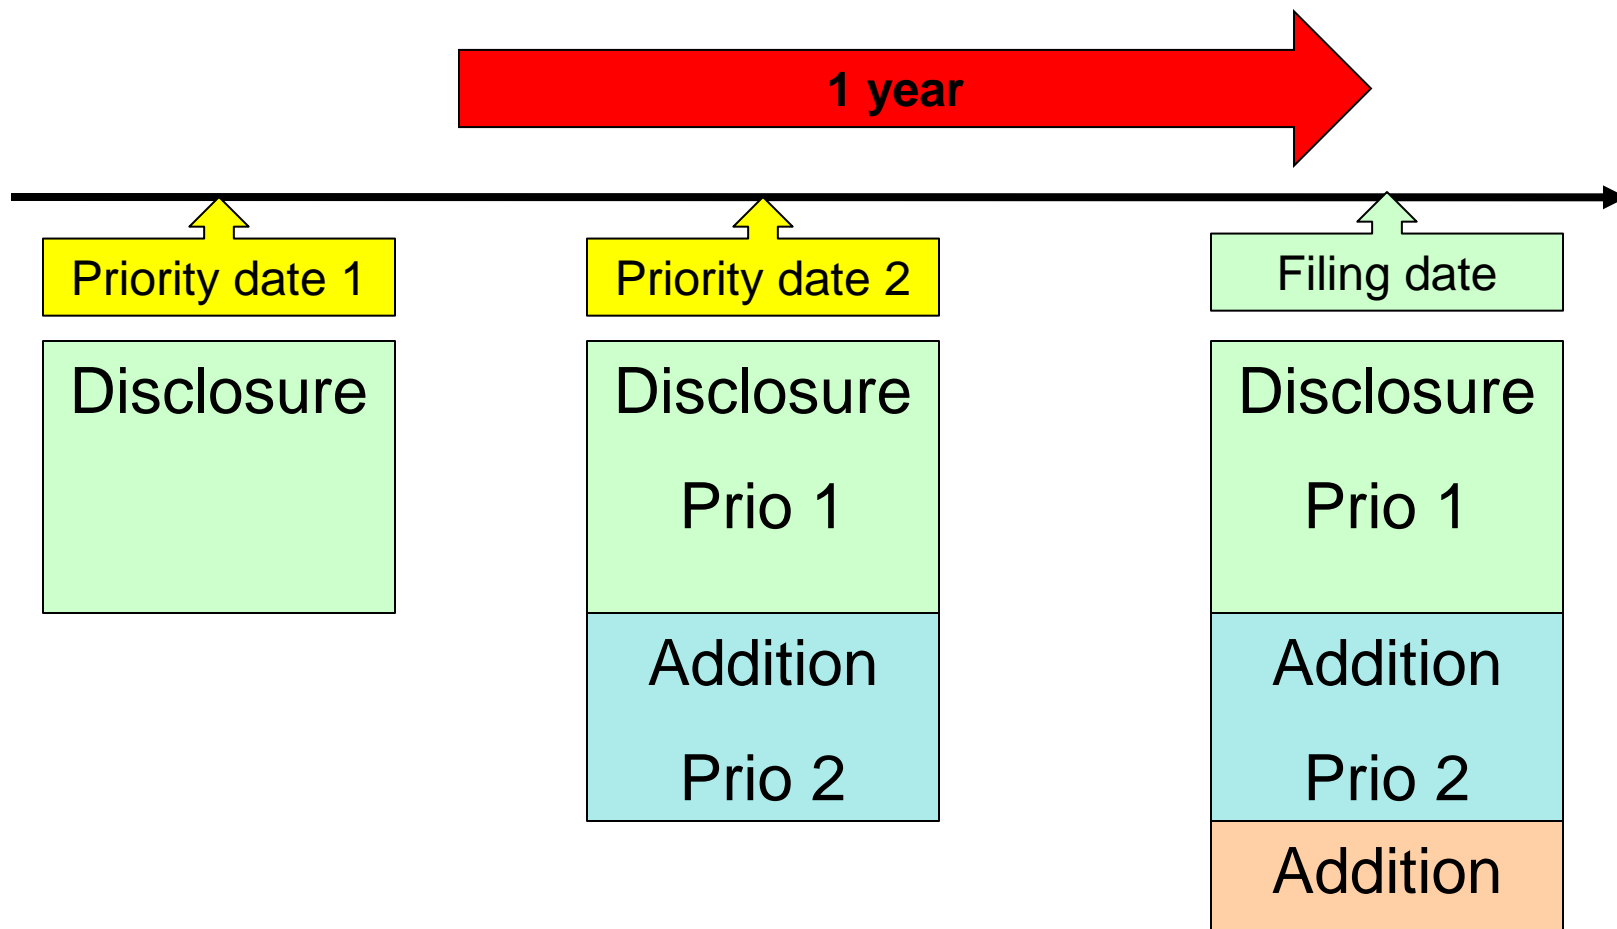 1 year
Priority date 1
Priority date 2
Filing date
Disclosure
Disclosure
Prio 1
Addition
Prio 2
Disclosure
Prio 1
Addition
Prio 2
Addition